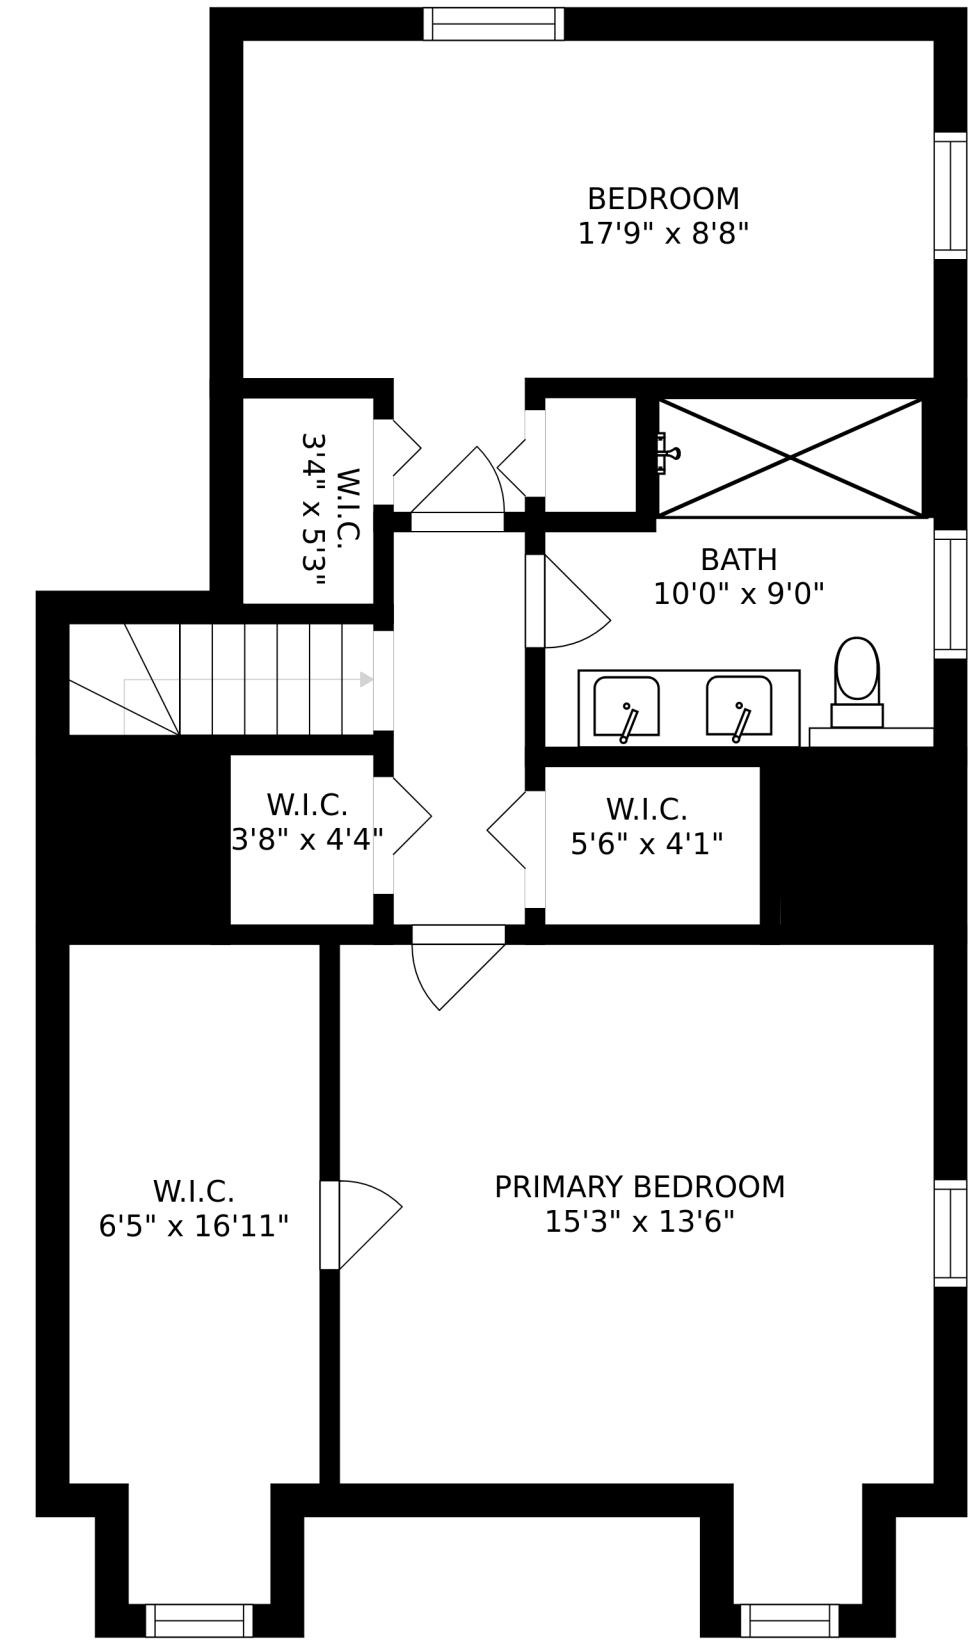 BEDROOM
17'9" x 8'8"
W.I.C.
3'4" x 5'3"
BATH
10'0" x 9'0"
W.I.C.
3'8" x 4'4"
W.I.C.
5'6" x 4'1"
W.I.C.
6'5" x 16'11"
PRIMARY BEDROOM
15'3" x 13'6"